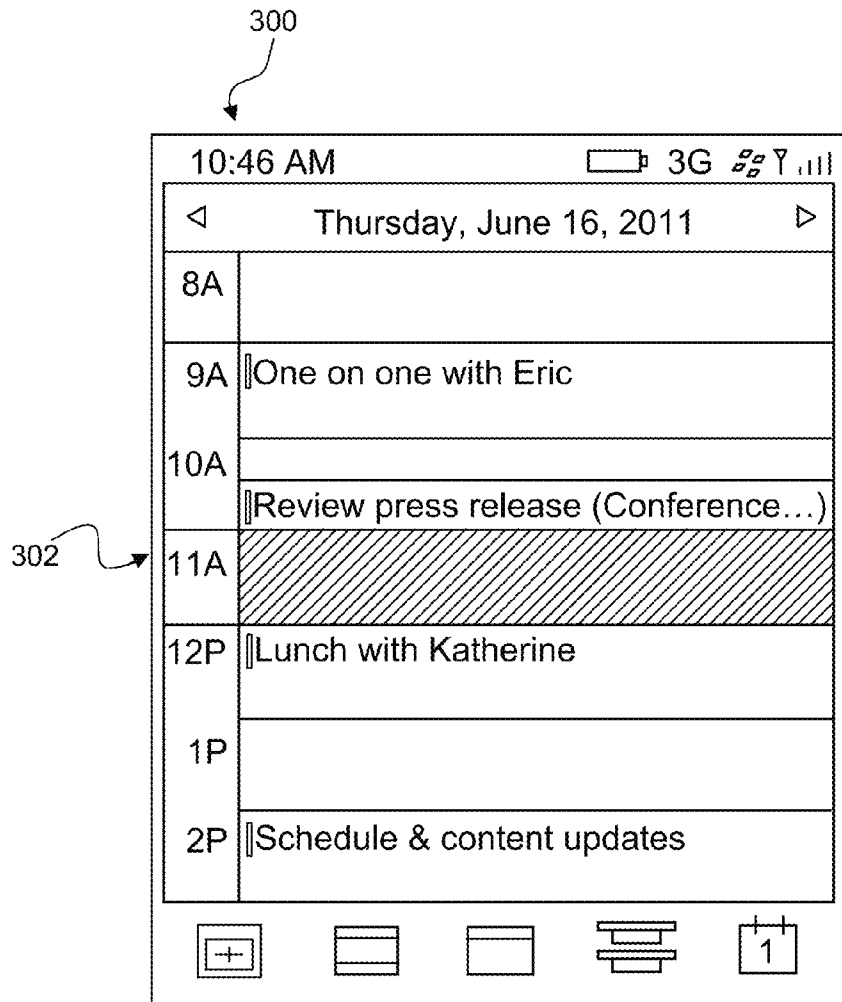 300
10:46 AM 3G
Thursday, June 16, 2011
8A
9A One on one with Eric
10A
Review press release (Conference...)
302
11A
12P Lunch with Katherine
1P
2P Schedule & content updates
1